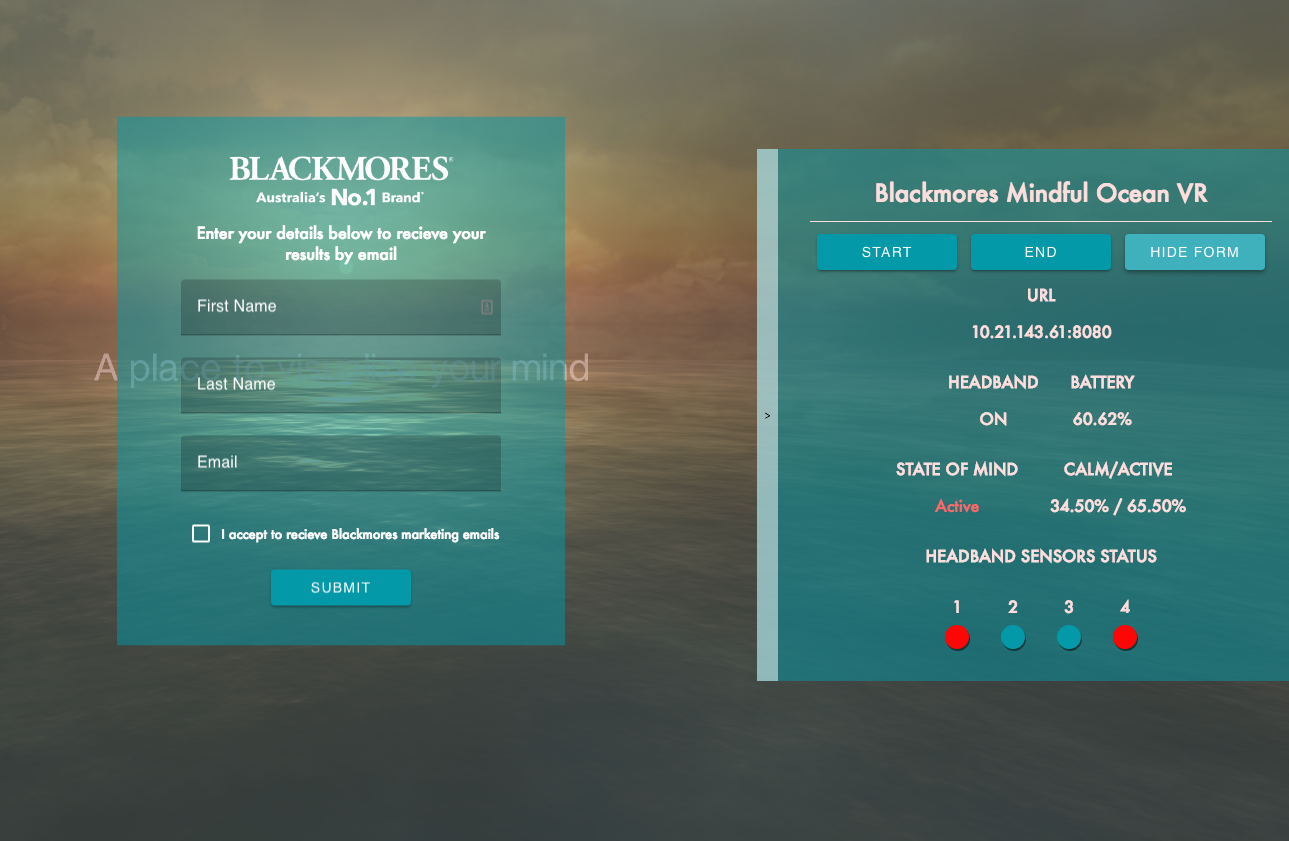 BLACKMORES®
Australia's No.1 Brand*
Enter your details below to recieve your
results by email
First Name
A place to visualise your mind
Last Name
Email
I accept to recieve Blackmores marketing emails
SUBMIT
>
Blackmores Mindful Ocean VR
START END HIDE FORM
URL
10.21.143.61:8080
HEADBAND BATTERY
ON 60.62%
STATE OF MIND CALM/ACTIVE
Active 34.50% / 65.50%
HEADBAND SENSORS STATUS
1 2 3 4